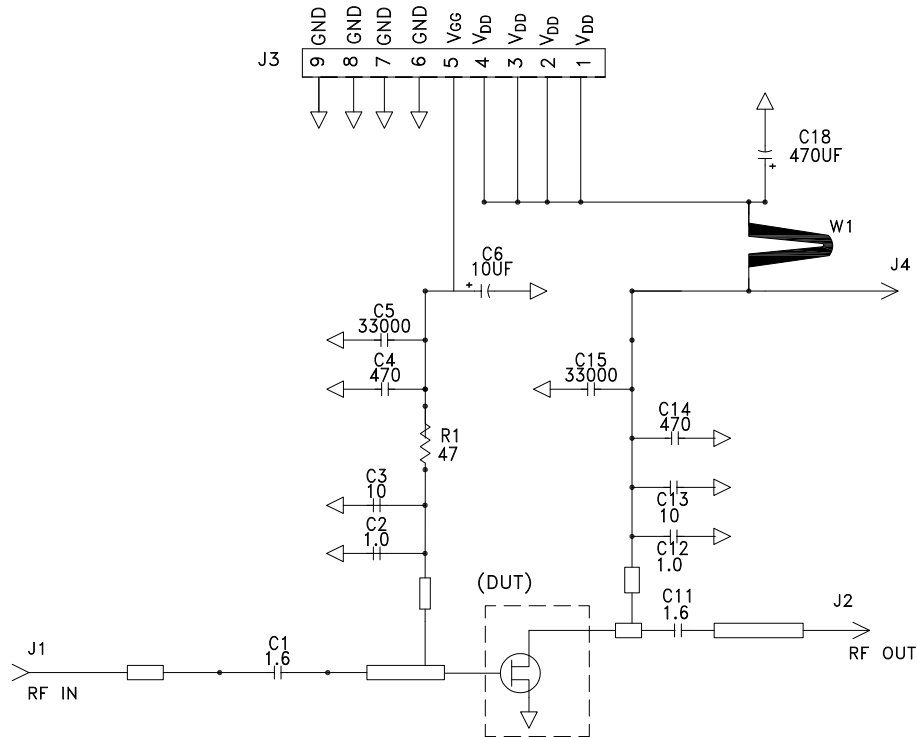 GND
GND
GND
GND
VGG
VDD
VDD
VDD
VDD
J3
9
8
7
6
5
4
3
2
1
C18
470UF
+
W1
J4
C6
10UF
+
C5
33000
C4
470
C15
33000
C14
470
R1
47
C3
10
C13
10
C2
1.0
C12
1.0
(DUT)
C11
1.6
J2
RF OUT
J1
RF IN
C1
1.6